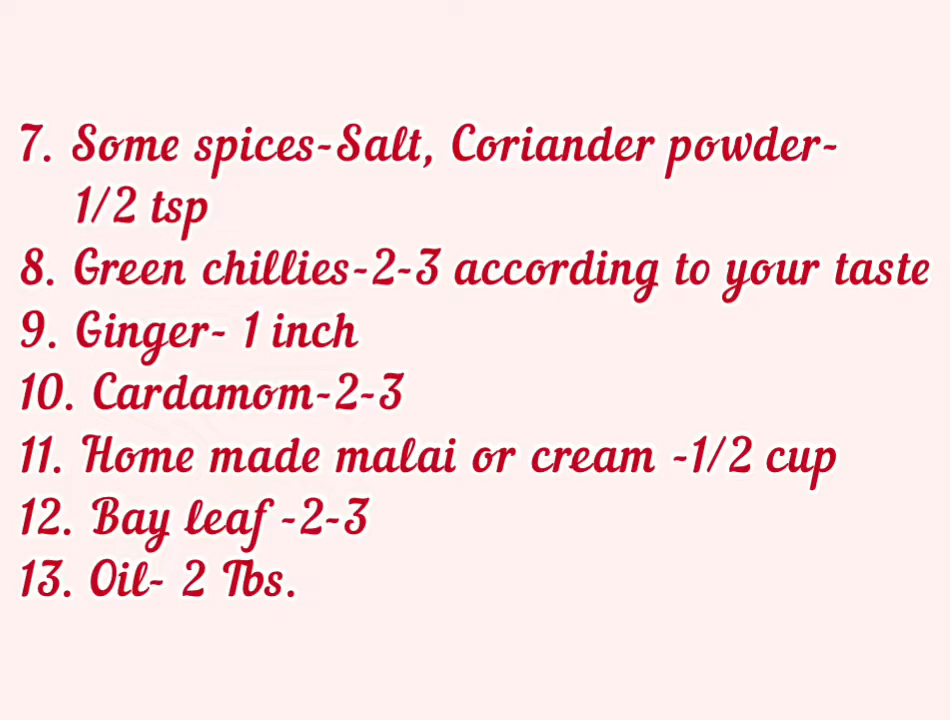 7. Some spices-Salt, Coriander powder-
1/2 tsp
8. Green chillies-2-3 according to your taste
9. Ginger- 1 inch
10. Cardamom-2-3
11. Home made malai or cream -1/2 cup
12. Bay leaf -2-3
13. Oil- 2 Tbs.